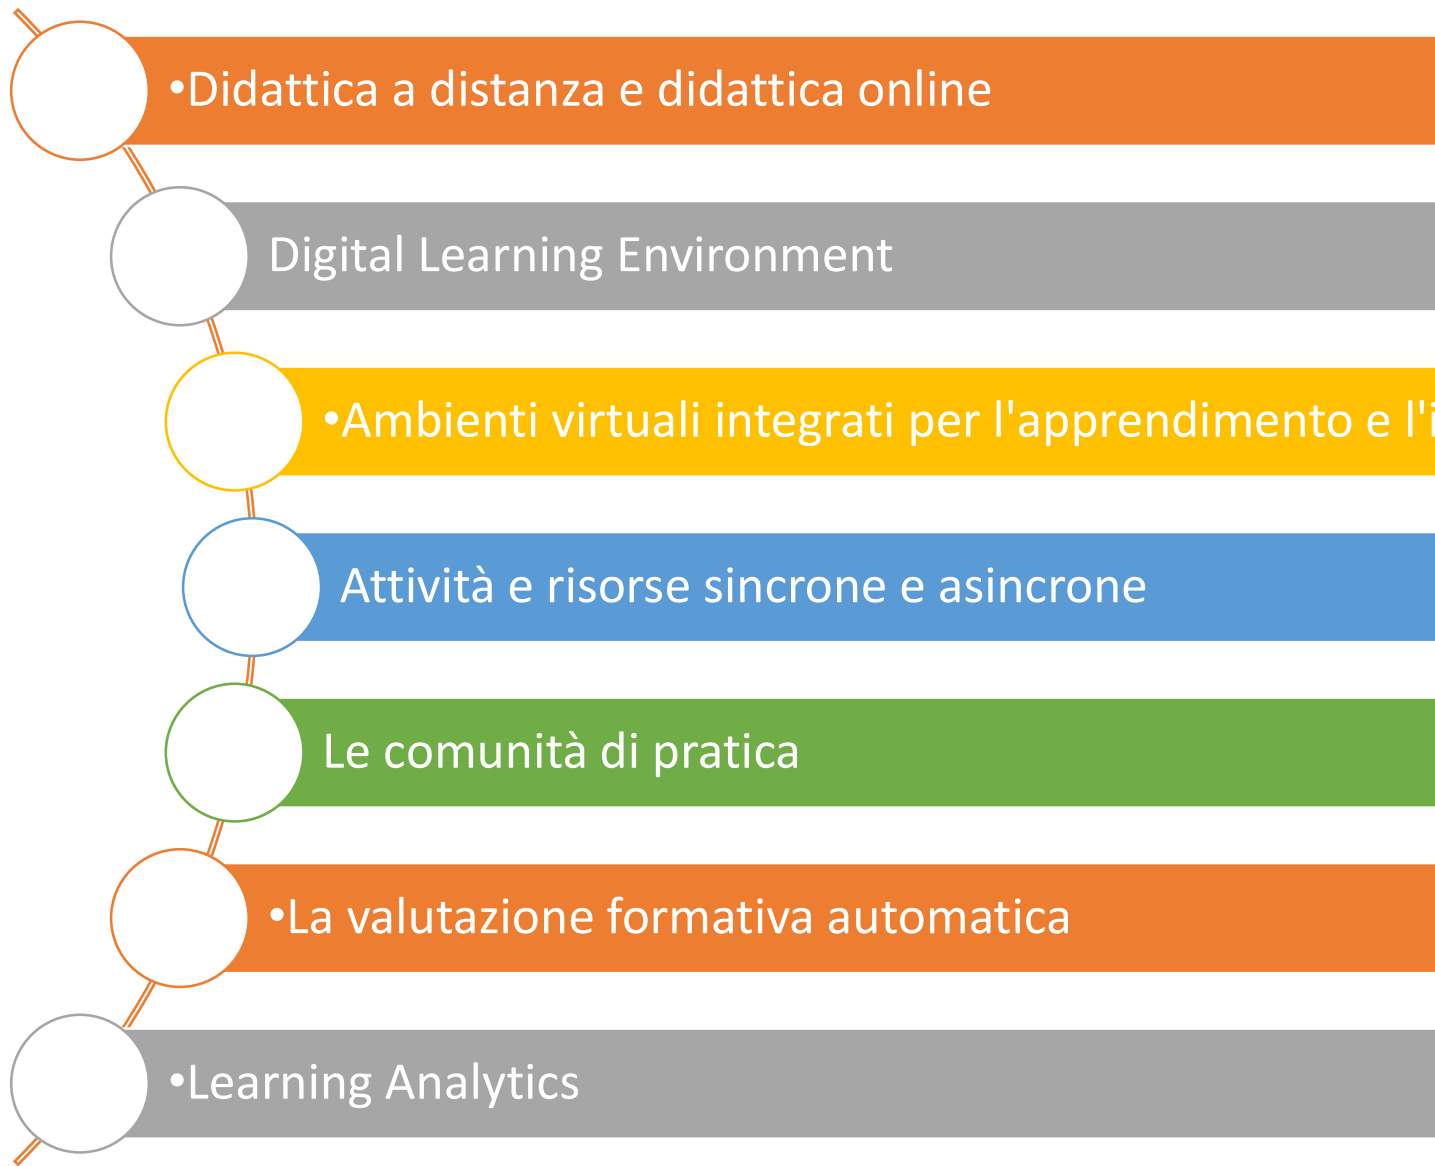 •Didattica a distanza e didattica online
Digital Learning Environment
•Ambienti virtuali integrati per l'apprendimento e
Attività e risorse sincrone e asincrone
Le comunità di pratica
•La valutazione formativa automatica
•Learning Analytics